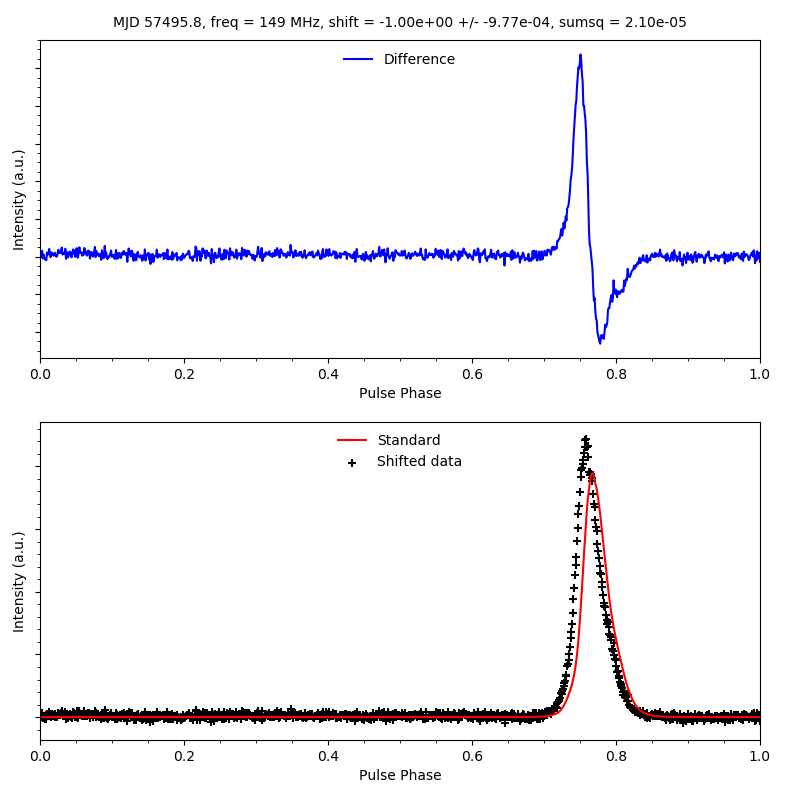 MJD 57495.8, freq = 149 MHz, shift = -1.00e+00 +/- -9.77e-04, sumsq = 2.10e-05
Difference
Intensity (a.u.)
0.0 0.2 0.4 0.6 0.8 1.0
Pulse Phase
Standard
Shifted data
Intensity (a.u.)
0.0 0.2 0.4 0.6 0.8 1.0
Pulse Phase